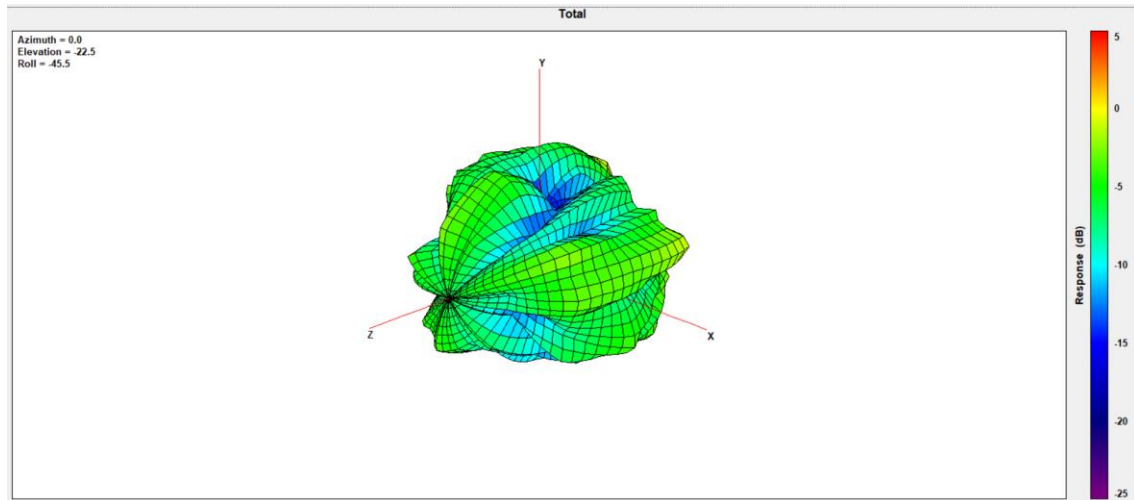 Total
Azimuth = 0.0
Elevation = -22.5
Roll = -45.5
Y
Z
X
5
0
-5
-10
-15
-20
-25
Response (dB)